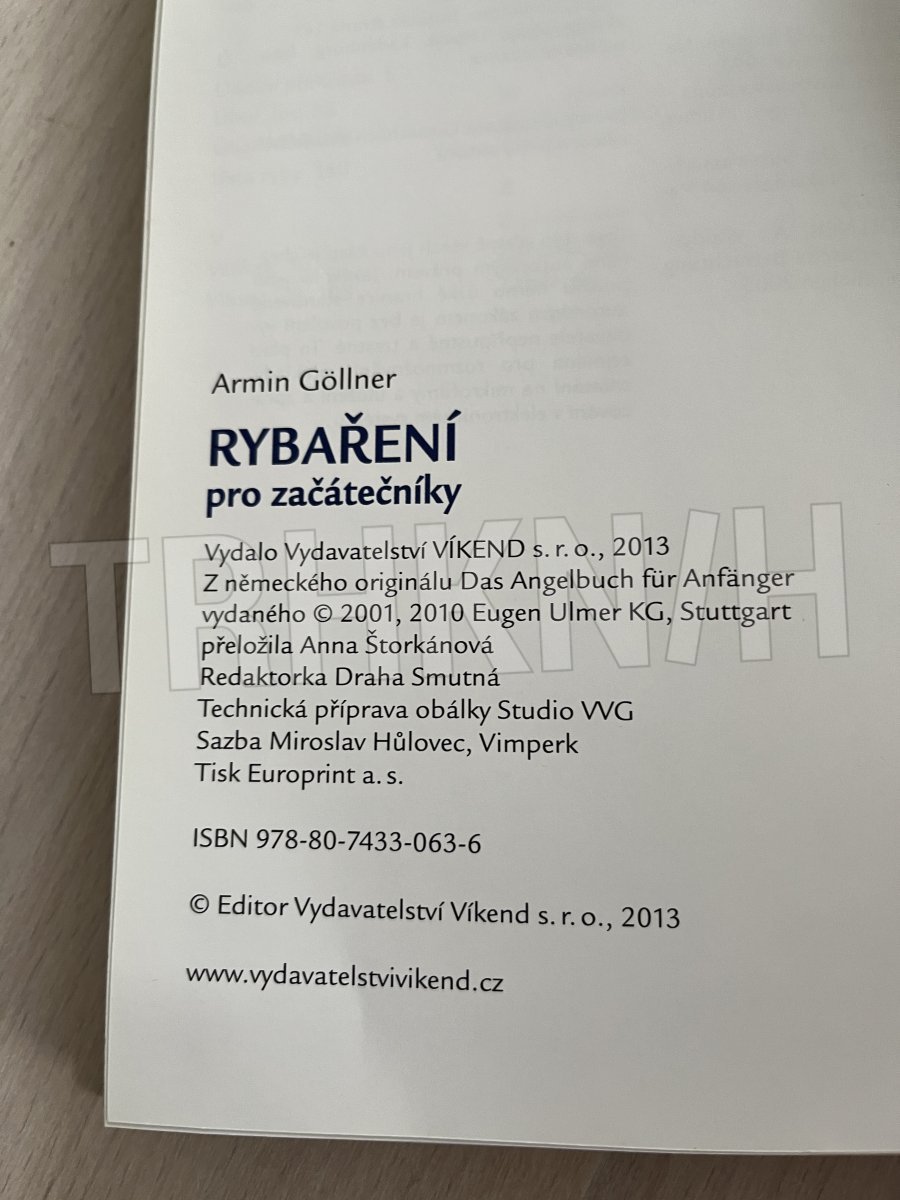 Armin Göllner
RYBAŘENÍ
pro začátečníky
Vydalo Vydavatelství VÍKEND s. r. o., 2013
Z německého originálu Das Angelbuch für Anfänger
vydaného © 2001, 2010 Eugen Ulmer KG, Stuttgart
přeložila Anna Štorkánová
Redaktorka Draha Smutná
Technická příprava obálky Studio VVG
Sazba Miroslav Hůlovec, Vimperk
Tisk Europrint a. s.
ISBN 978-80-7433-063-6
© Editor Vydavatelství Víkend s. r. o., 2013
www.vydavatelstvivikend.cz
TRHKN/H